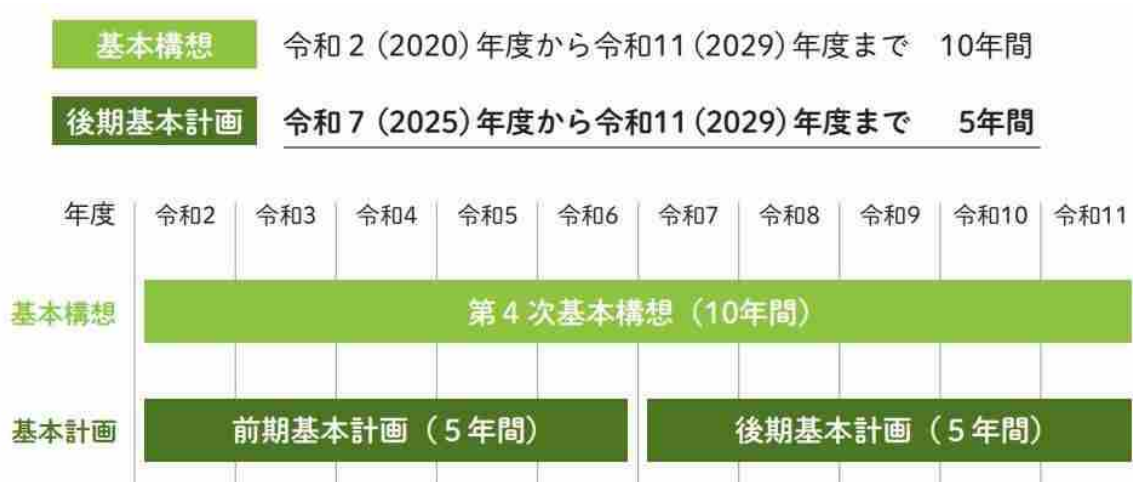 基本構想 令和2(2020)年度から令和11(2029)年度まで 10年間
後期基本計画 令和7(2025)年度から令和11(2029)年度まで 5年間
年度 令和2 令和3 令和4 令和5 令和6 令和7 令和8 令和9 令和10 令和11
基本構想 第4次基本構想(10年間)
基本計画 前期基本計画(5年間) 後期基本計画(5年間)